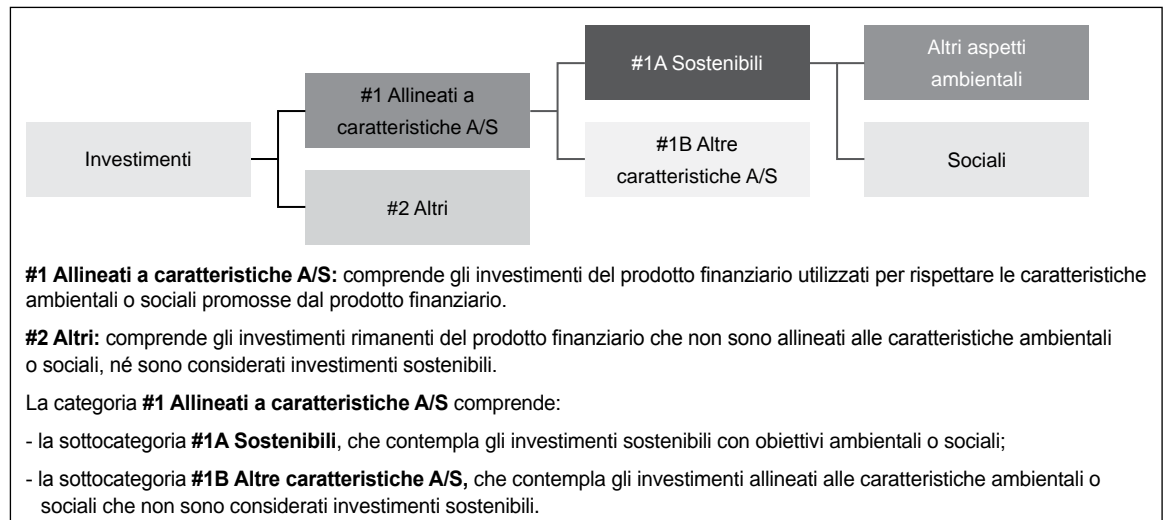 #1A Sostenibili
Altri aspetti
ambientali
#1 Allineati a
caratteristiche A/S
Investimenti
#1B Altre
caratteristiche A/S
Sociali
#2 Altri
#1 Allineati a caratteristiche A/S: comprende gli investimenti del prodotto finanziario utilizzati per rispettare le caratteristiche
ambientali o sociali promosse dal prodotto finanziario.
#2 Altri: comprende gli investimenti rimanenti del prodotto finanziario che non sono allineati alle caratteristiche ambientali
o sociali, né sono considerati investimenti sostenibili.
La categoria #1 Allineati a caratteristiche A/S comprende:
- la sottocategoria #1A Sostenibili, che contempla gli investimenti sostenibili con obiettivi ambientali o sociali;
- la sottocategoria #1B Altre caratteristiche A/S, che contempla gli investimenti allineati alle caratteristiche ambientali o
sociali che non sono considerati investimenti sostenibili.